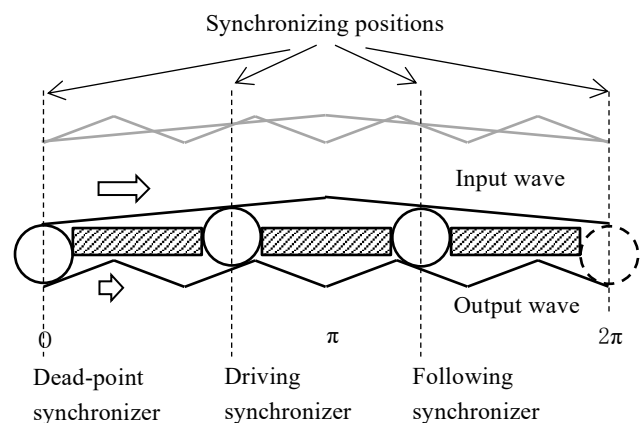 Synchronizing positions
Input wave
Output wave
0
π
2π
Dead-point
synchronizer
Driving
synchronizer
Following
synchronizer